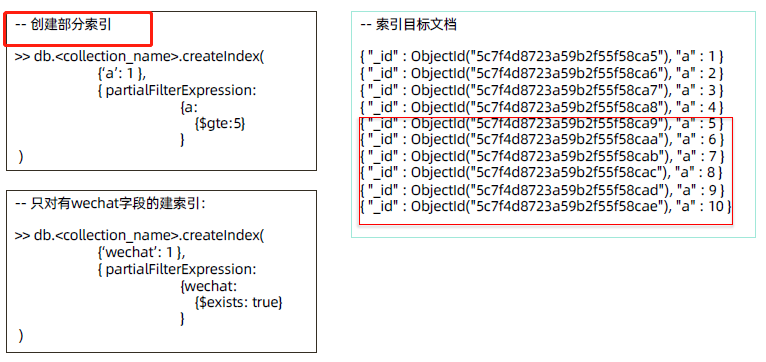 -- 创建部分索引
>> db.<collection_name>.createIndex(
{‘a’: 1 },
{ partialFilterExpression:
{a:
{$gte:5}
}
)
-- 只对有wechat字段的建索引：
>> db.<collection_name>.createIndex(
{‘wechat’: 1 },
{ partialFilterExpression:
{wechat:
{$exists: true}
}
)
-- 索引目标文档
{ "_id" : ObjectId("5c7f4d8723a59b2f55f58ca5"), "a" : 1 }
{ "_id" : ObjectId("5c7f4d8723a59b2f55f58ca6"), "a" : 2 }
{ "_id" : ObjectId("5c7f4d8723a59b2f55f58ca7"), "a" : 3 }
{ "_id" : ObjectId("5c7f4d8723a59b2f55f58ca8"), "a" : 4 }
{ "_id" : ObjectId("5c7f4d8723a59b2f55f58ca9"), "a" : 5 }
{ "_id" : ObjectId("5c7f4d8723a59b2f55f58caa"), "a" : 6 }
{ "_id" : ObjectId("5c7f4d8723a59b2f55f58cab"), "a" : 7 }
{ "_id" : ObjectId("5c7f4d8723a59b2f55f58cac"), "a" : 8 }
{ "_id" : ObjectId("5c7f4d8723a59b2f55f58cad"), "a" : 9 }
{ "_id" : ObjectId("5c7f4d8723a59b2f55f58cae"), "a" : 10 }